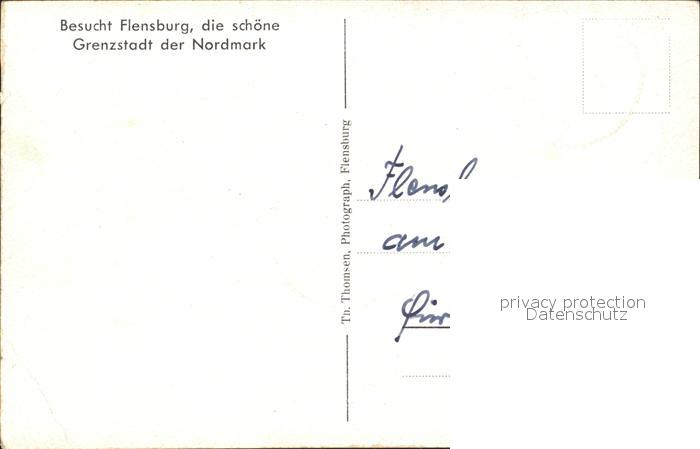 Besucht Flensburg, die schöne
Grenzstadt der Nordmark
Th. Thomsen, Photograph, Flensburg
Flens
am
privacy protection
Datenschutz